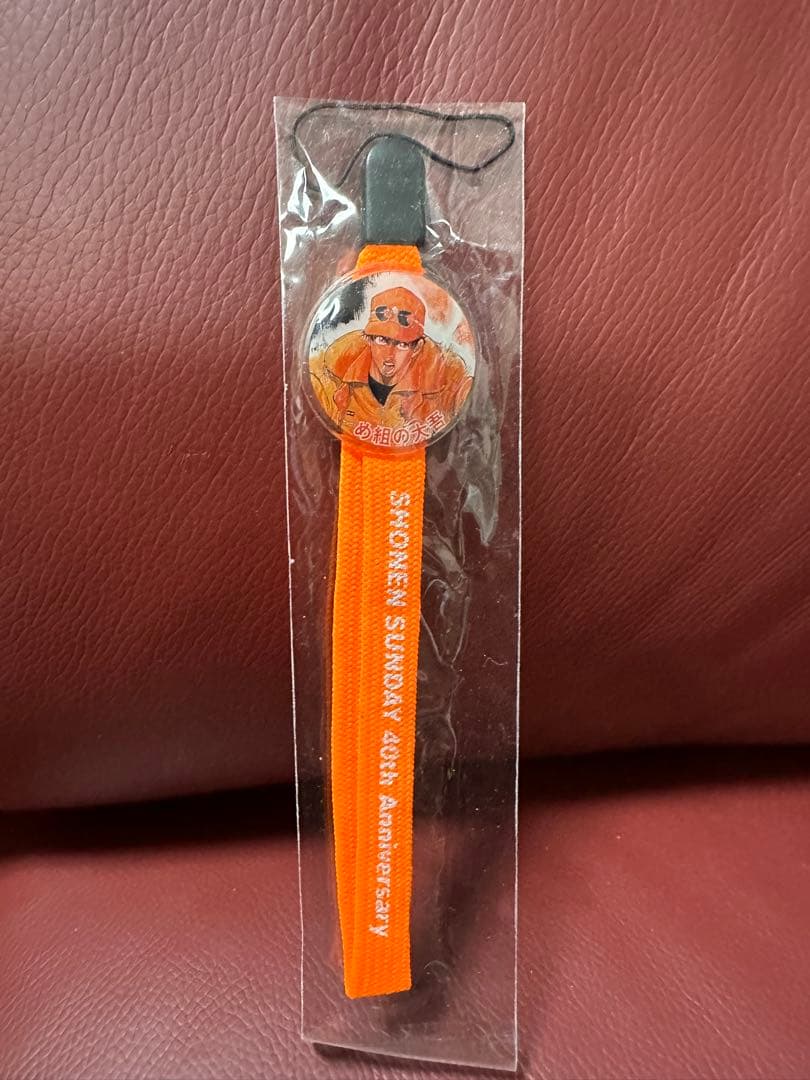 め組の大吾
SHONEN SUNDAY 40th Anniversary